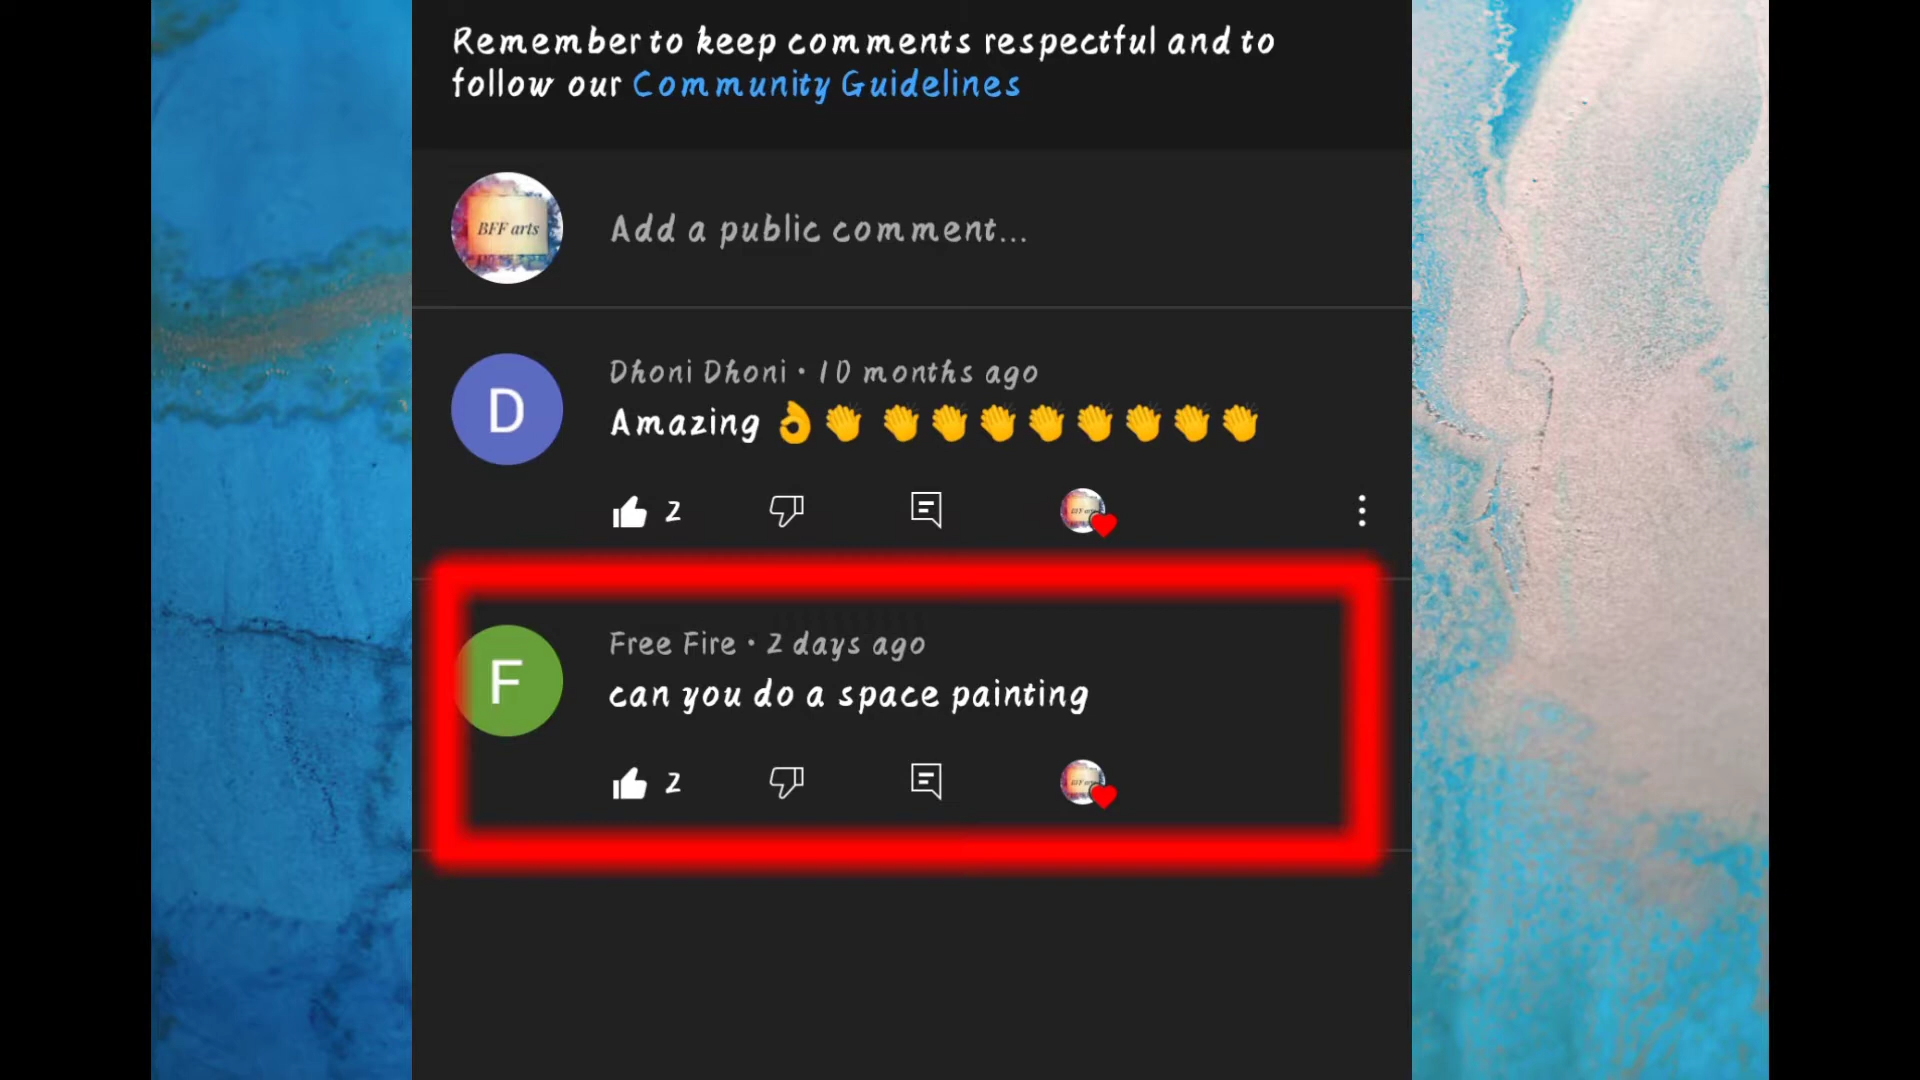 Remember to keep comments respectful and to
follow our Community Guidelines
BFF arts
Add a public comment...
D
Dhoni Dhoni • 10 months ago
Amazing 👌👏 👏👏👏👏👏👏👏👏
2
F
Free Fire • 2 days ago
can you do a space painting
2